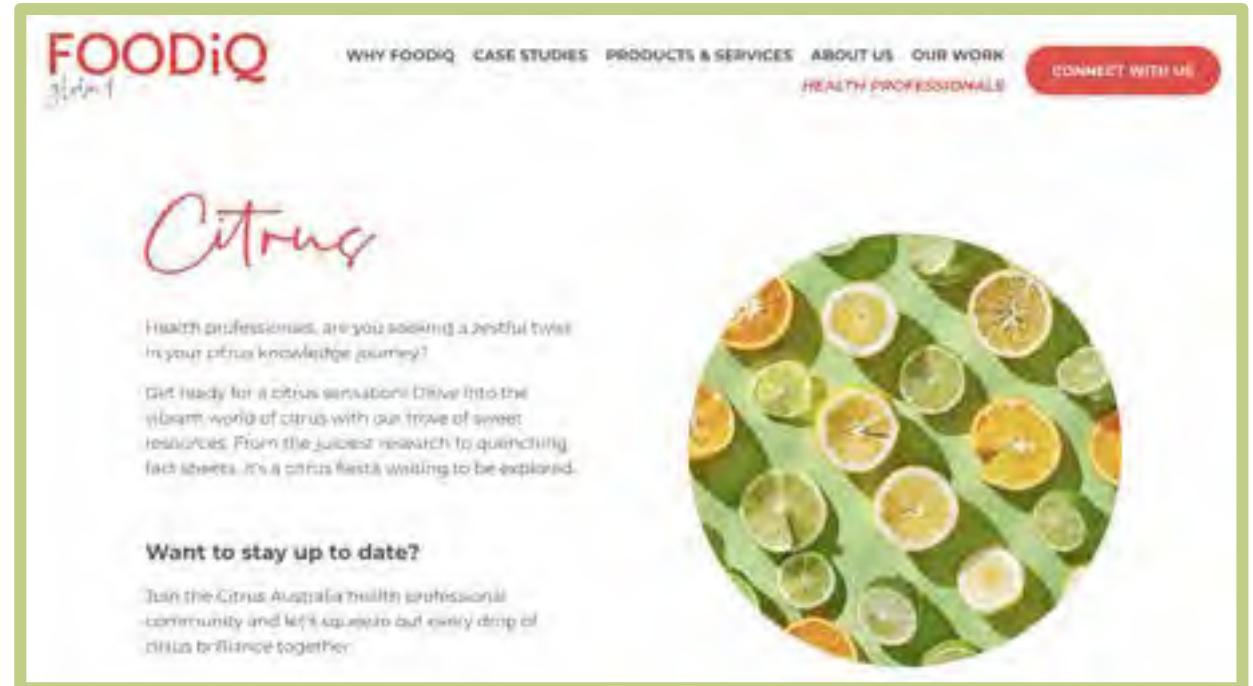 FOODiQ
global
WHY FOODiQ CASE STUDIES PRODUCTS & SERVICES ABOUT US OUR WORK
HEALTH PROFESSIONALS
CONNECT WITH US
Citrus
Health professionals, are you seeking a zestful twist
in your citrus knowledge journey?
Get ready for a citrus sensation! Delve into the
vibrant world of citrus with our trove of sweet
resources. From the juiciest research to quenching
fact sheets, it's a citrus fiesta waiting to be explored.
Want to stay up to date?
Join the Citrus Australia health professional
community and let's squeeze out every drop of
citrus brilliance together.